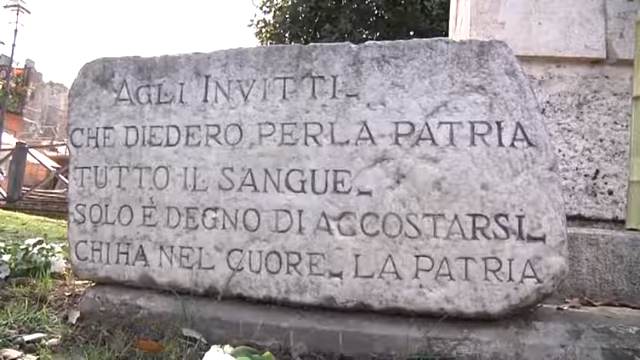 AGLI INVITTI-
CHE DIEDERO PER LA PATRIA
TUTTO IL SANGUE-
SOLO È DEGNO DI ACCOSTARSI-
CHI HA NEL CUORE- LA PATRIA